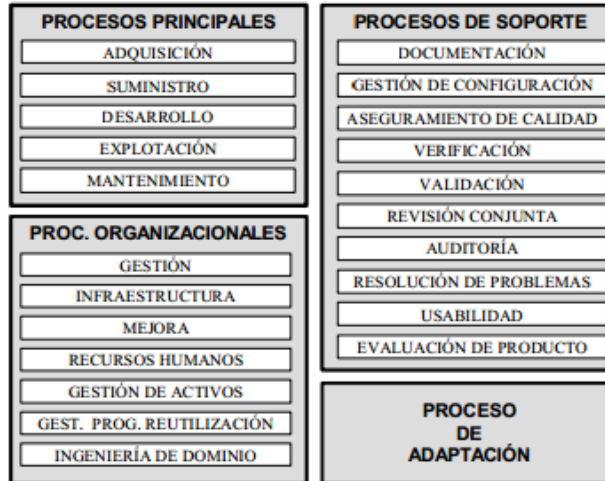 PROCESOS PRINCIPALES
ADQUISICIÓN
SUMINISTRO
DESARROLLO
EXPLOTACIÓN
MANTENIMIENTO
PROC. ORGANIZACIONALES
GESTIÓN
INFRAESTRUCTURA
MEJORA
RECURSOS HUMANOS
GESTIÓN DE ACTIVOS
GEST. PROG. REUTILIZACIÓN
INGENIERÍA DE DOMINIO
PROCESOS DE SOPORTE
DOCUMENTACIÓN
GESTIÓN DE CONFIGURACIÓN
ASEGURAMIENTO DE CALIDAD
VERIFICACIÓN
VALIDACIÓN
REVISIÓN CONJUNTA
AUDITORÍA
RESOLUCIÓN DE PROBLEMAS
USABILIDAD
EVALUACIÓN DE PRODUCTO
PROCESO
DE
ADAPTACIÓN